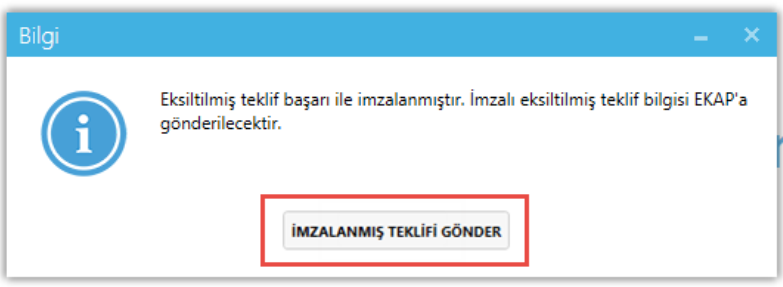 Bilgi
Eksiltilmiş teklif başarı ile imzalanmıştır. İmzalı eksiltilmiş teklif bilgisi EKAP'a
gönderilecektir.
İMZALANMIŞ TEKLİFİ GÖNDER